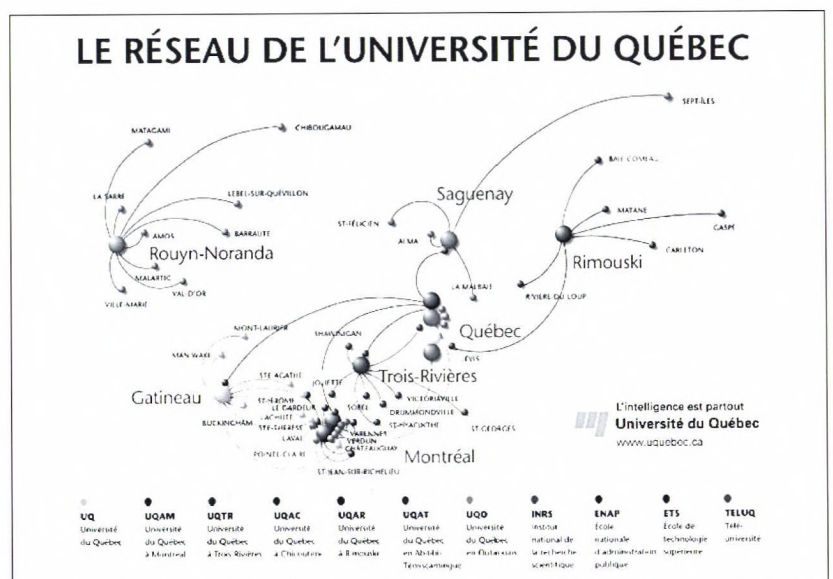 LE RÉSEAU DE L'UNIVERSITÉ DU QUÉBEC
SEPT-ÎLES
MATAGAMI
CHIBOUGAMAU
BAIE-COMEAU
LA SARRE
LEBEL-SUR-QUÉVILLON
Saguenay
MATANE
GASPÉ
ST-FÉLICIEN
ALMA
AMOS
BARRAUTE
Rouyn-Noranda
CARLETON
Rimouski
MALARTIC
VAL-D'OR
VILLE-MARIE
LA MALBAIE
RIVIÈRE-DU-LOUP
MONT-LAURIER
SHAWINIGAN
Québec
MANIWAKI
Trois-Rivières
STE-AGATHE
JOLIETTE
Gatineau
ST-JÉRÔME
LE GARDEUR
SOREL
VICTORIAVILLE
DRUMMONDVILLE
LACHUTE
BUCKINGHAM
STE-THÉRÈSE
ST-HYACINTHE
ST-GEORGES
VARENNES
LAVAL
VERDUN
CHÂTEAUGUAY
POINTE-CLAIRE
Montréal
ST-JEAN-SUR-RICHELIEU
L'intelligence est partout
Université du Québec
www.uquebec.ca
UQ
Université
du Québec
UQAM
Université
du Québec
à Montréal
UQTR
Université
du Québec
à Trois-Rivières
UQAC
Université
du Québec
à Chicoutimi
UQAR
Université
du Québec
à Rimouski
UQAT
Université
du Québec
en Abitibi-
Témiscamingue
UQO
Université
du Québec
en Outaouais
INRS
Institut
national de
la recherche
scientifique
ENAP
École
nationale
d'administration
publique
ETS
École de
technologie
supérieure
TELUQ
Télé-
université